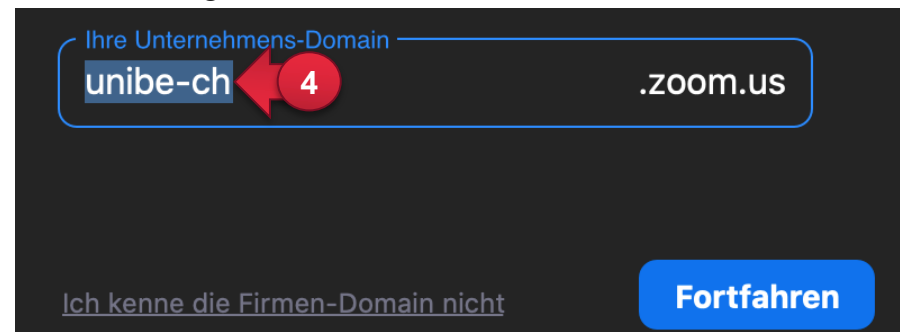 Ihre Unternehmens-Domain
unibe-ch 4 .zoom.us
Ich kenne die Firmen-Domain nicht Fortfahren